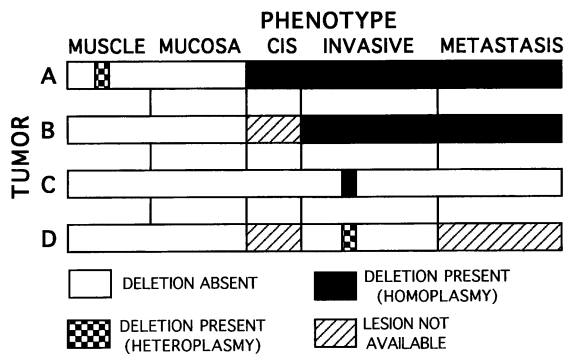 PHENOTYPE
MUSCLE MUCOSA CIS INVASIVE METASTASIS
TUMOR
A
B
C
D
DELETION ABSENT
DELETION PRESENT
(HOMOPLASMY)
DELETION PRESENT
(HETEROPLASMY)
LESION NOT
AVAILABLE